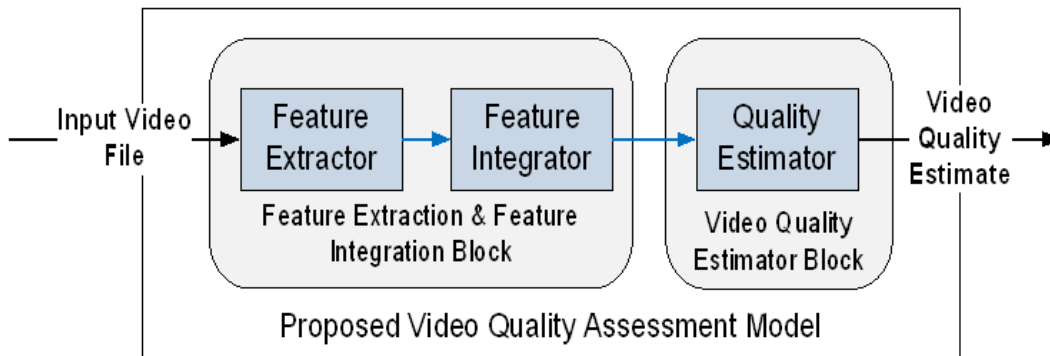 Input Video
File
Feature
Extractor
Feature
Integrator
Feature Extraction & Feature
Integration Block
Quality
Estimator
Video Quality
Estimator Block
Video
Quality
Estimate
Proposed Video Quality Assessment Model